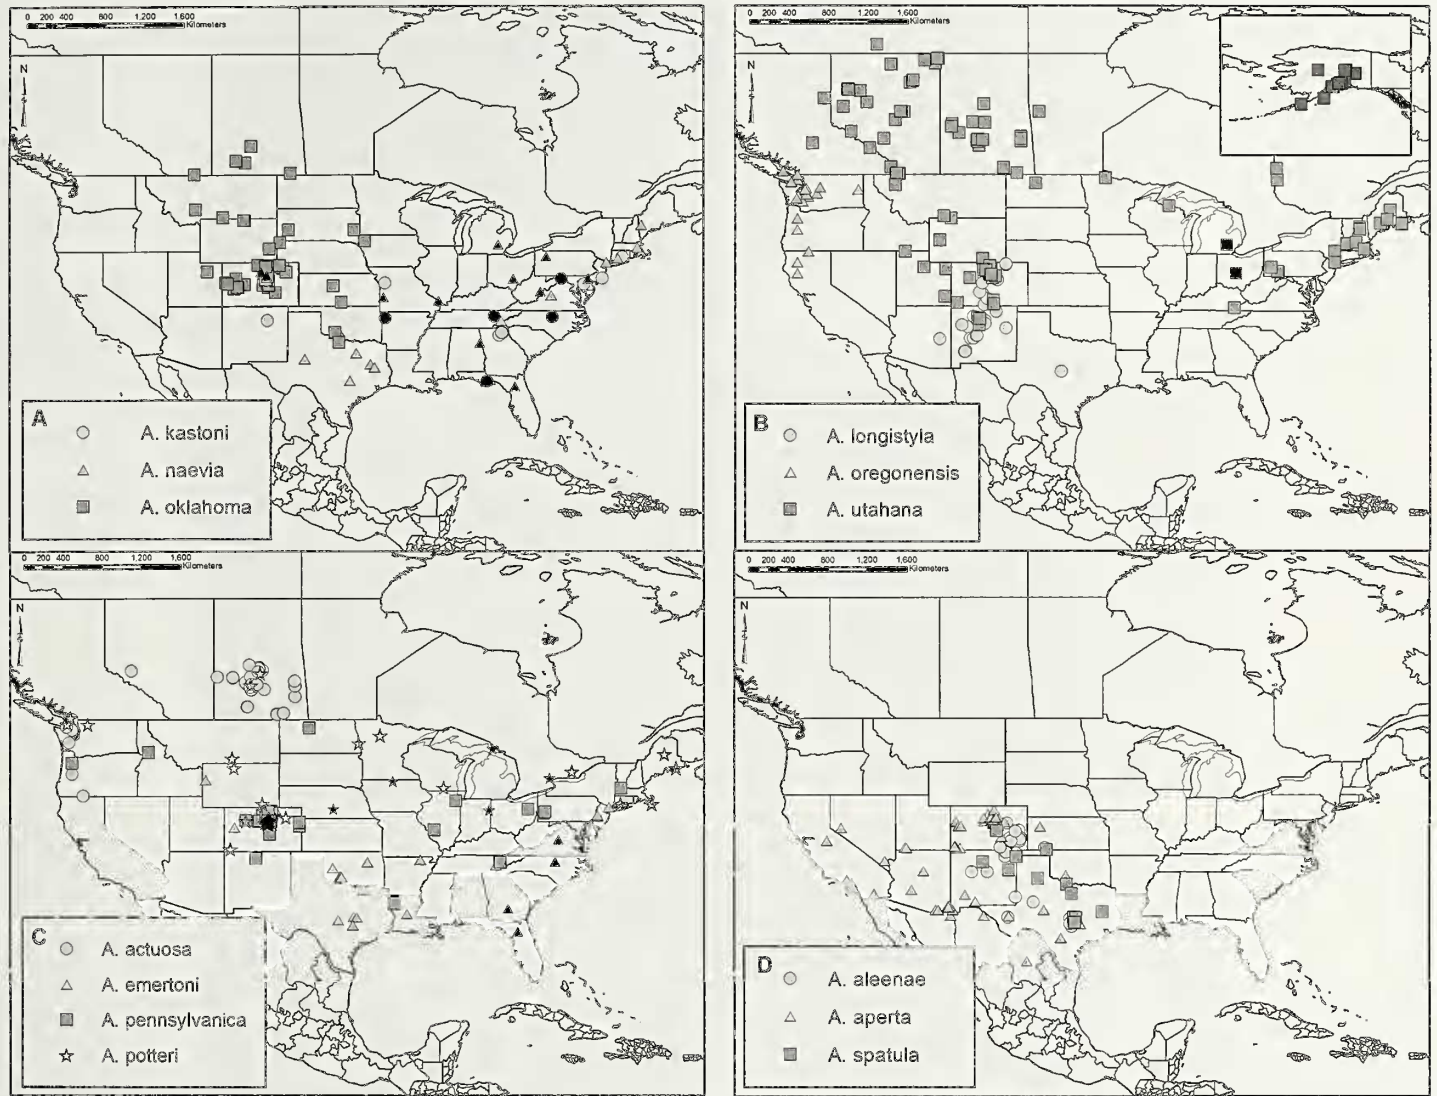 0 200 400 800 1,200 1,600
Kilometers
N
A
A. kastoni
A. naevia
A. oklahoma
0 200 400 800 1,200 1,600
Kilometers
N
B
A. longistyla
A. oregonensis
A. utahana
0 200 400 800 1,200 1,600
Kilometers
N
C
A. actuosa
A. emertoni
A. pennsylvanica
A. potteri
0 200 400 800 1,200 1,600
Kilometers
N
D
A. aleenae
A. aperta
A. spatula